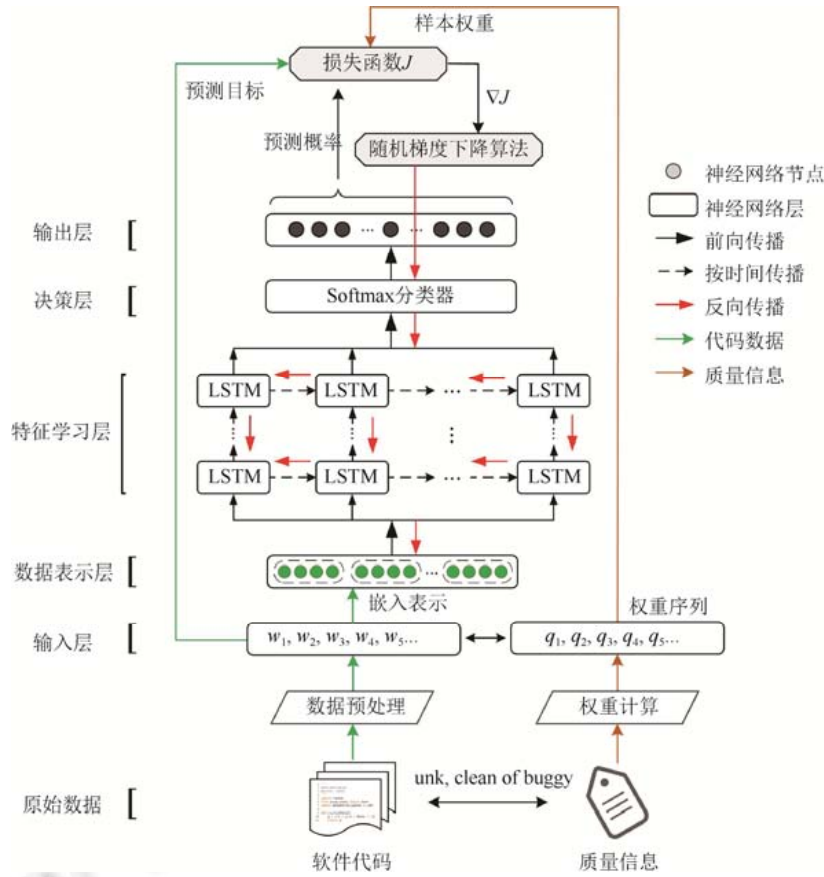 样本权重
损失函数J
预测目标
∇J
预测概率
随机梯度下降算法
神经网络节点
神经网络层
前向传播
按时间传播
反向传播
代码数据
质量信息
输出层
... ...
决策层
Softmax分类器
特征学习层
LSTM LSTM ... LSTM
... ... ... ...
LSTM LSTM ... LSTM
数据表示层
...
嵌入表示
权重序列
输入层
w1, w2, w3, w4, w5...
q1, q2, q3, q4, q5...
数据预处理
权重计算
原始数据
unk, clean of buggy
软件代码
质量信息